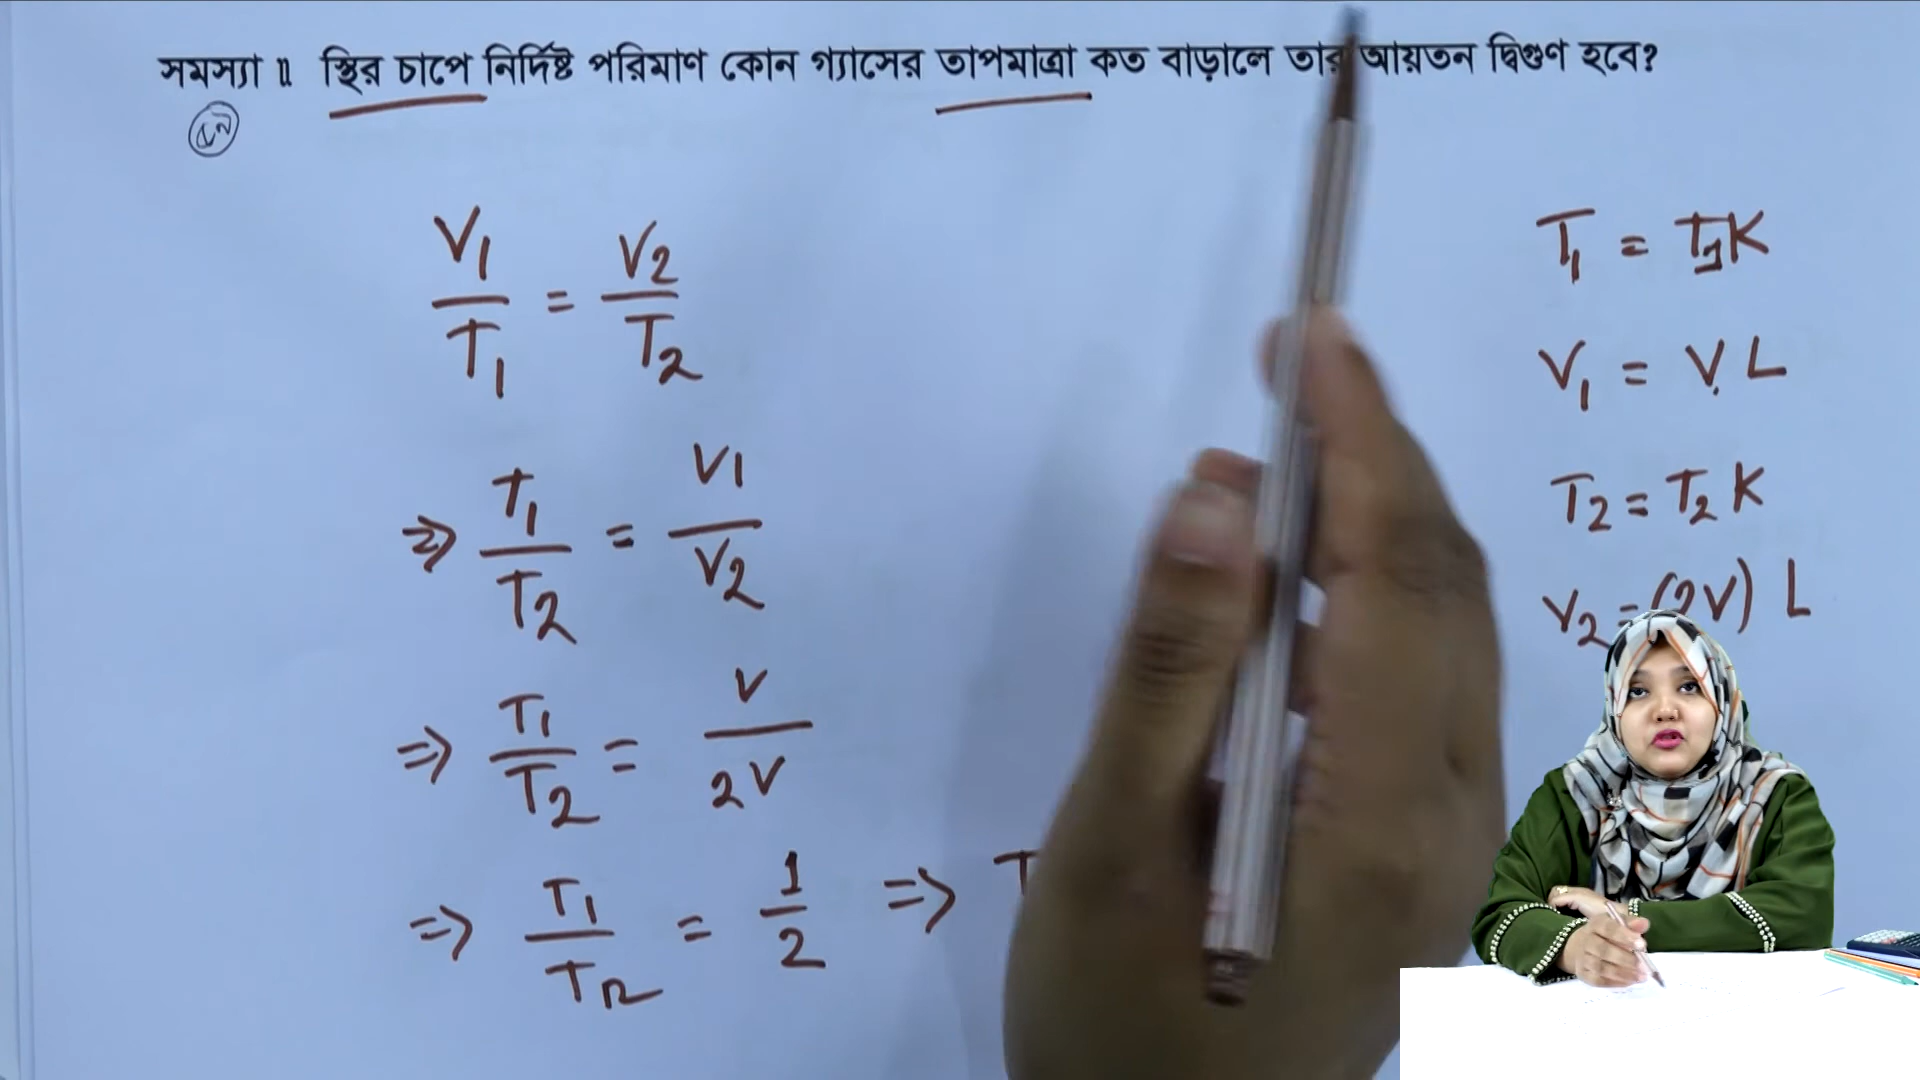 সমস্যা ॥ স্থির চাপে নির্দিষ্ট পরিমাণ কোন গ্যাসের তাপমাত্রা কত বাড়ালে তার আয়তন দ্বিগুণ হবে?
V1/T1 = V2/T2
=> T1/T2 = V1/V2
=> T1/T2 = V/2V
=> T1/T2 = 1/2 => T
T1 = T1K
V1 = V L
T2 = T2 K
V2 = (2V) L